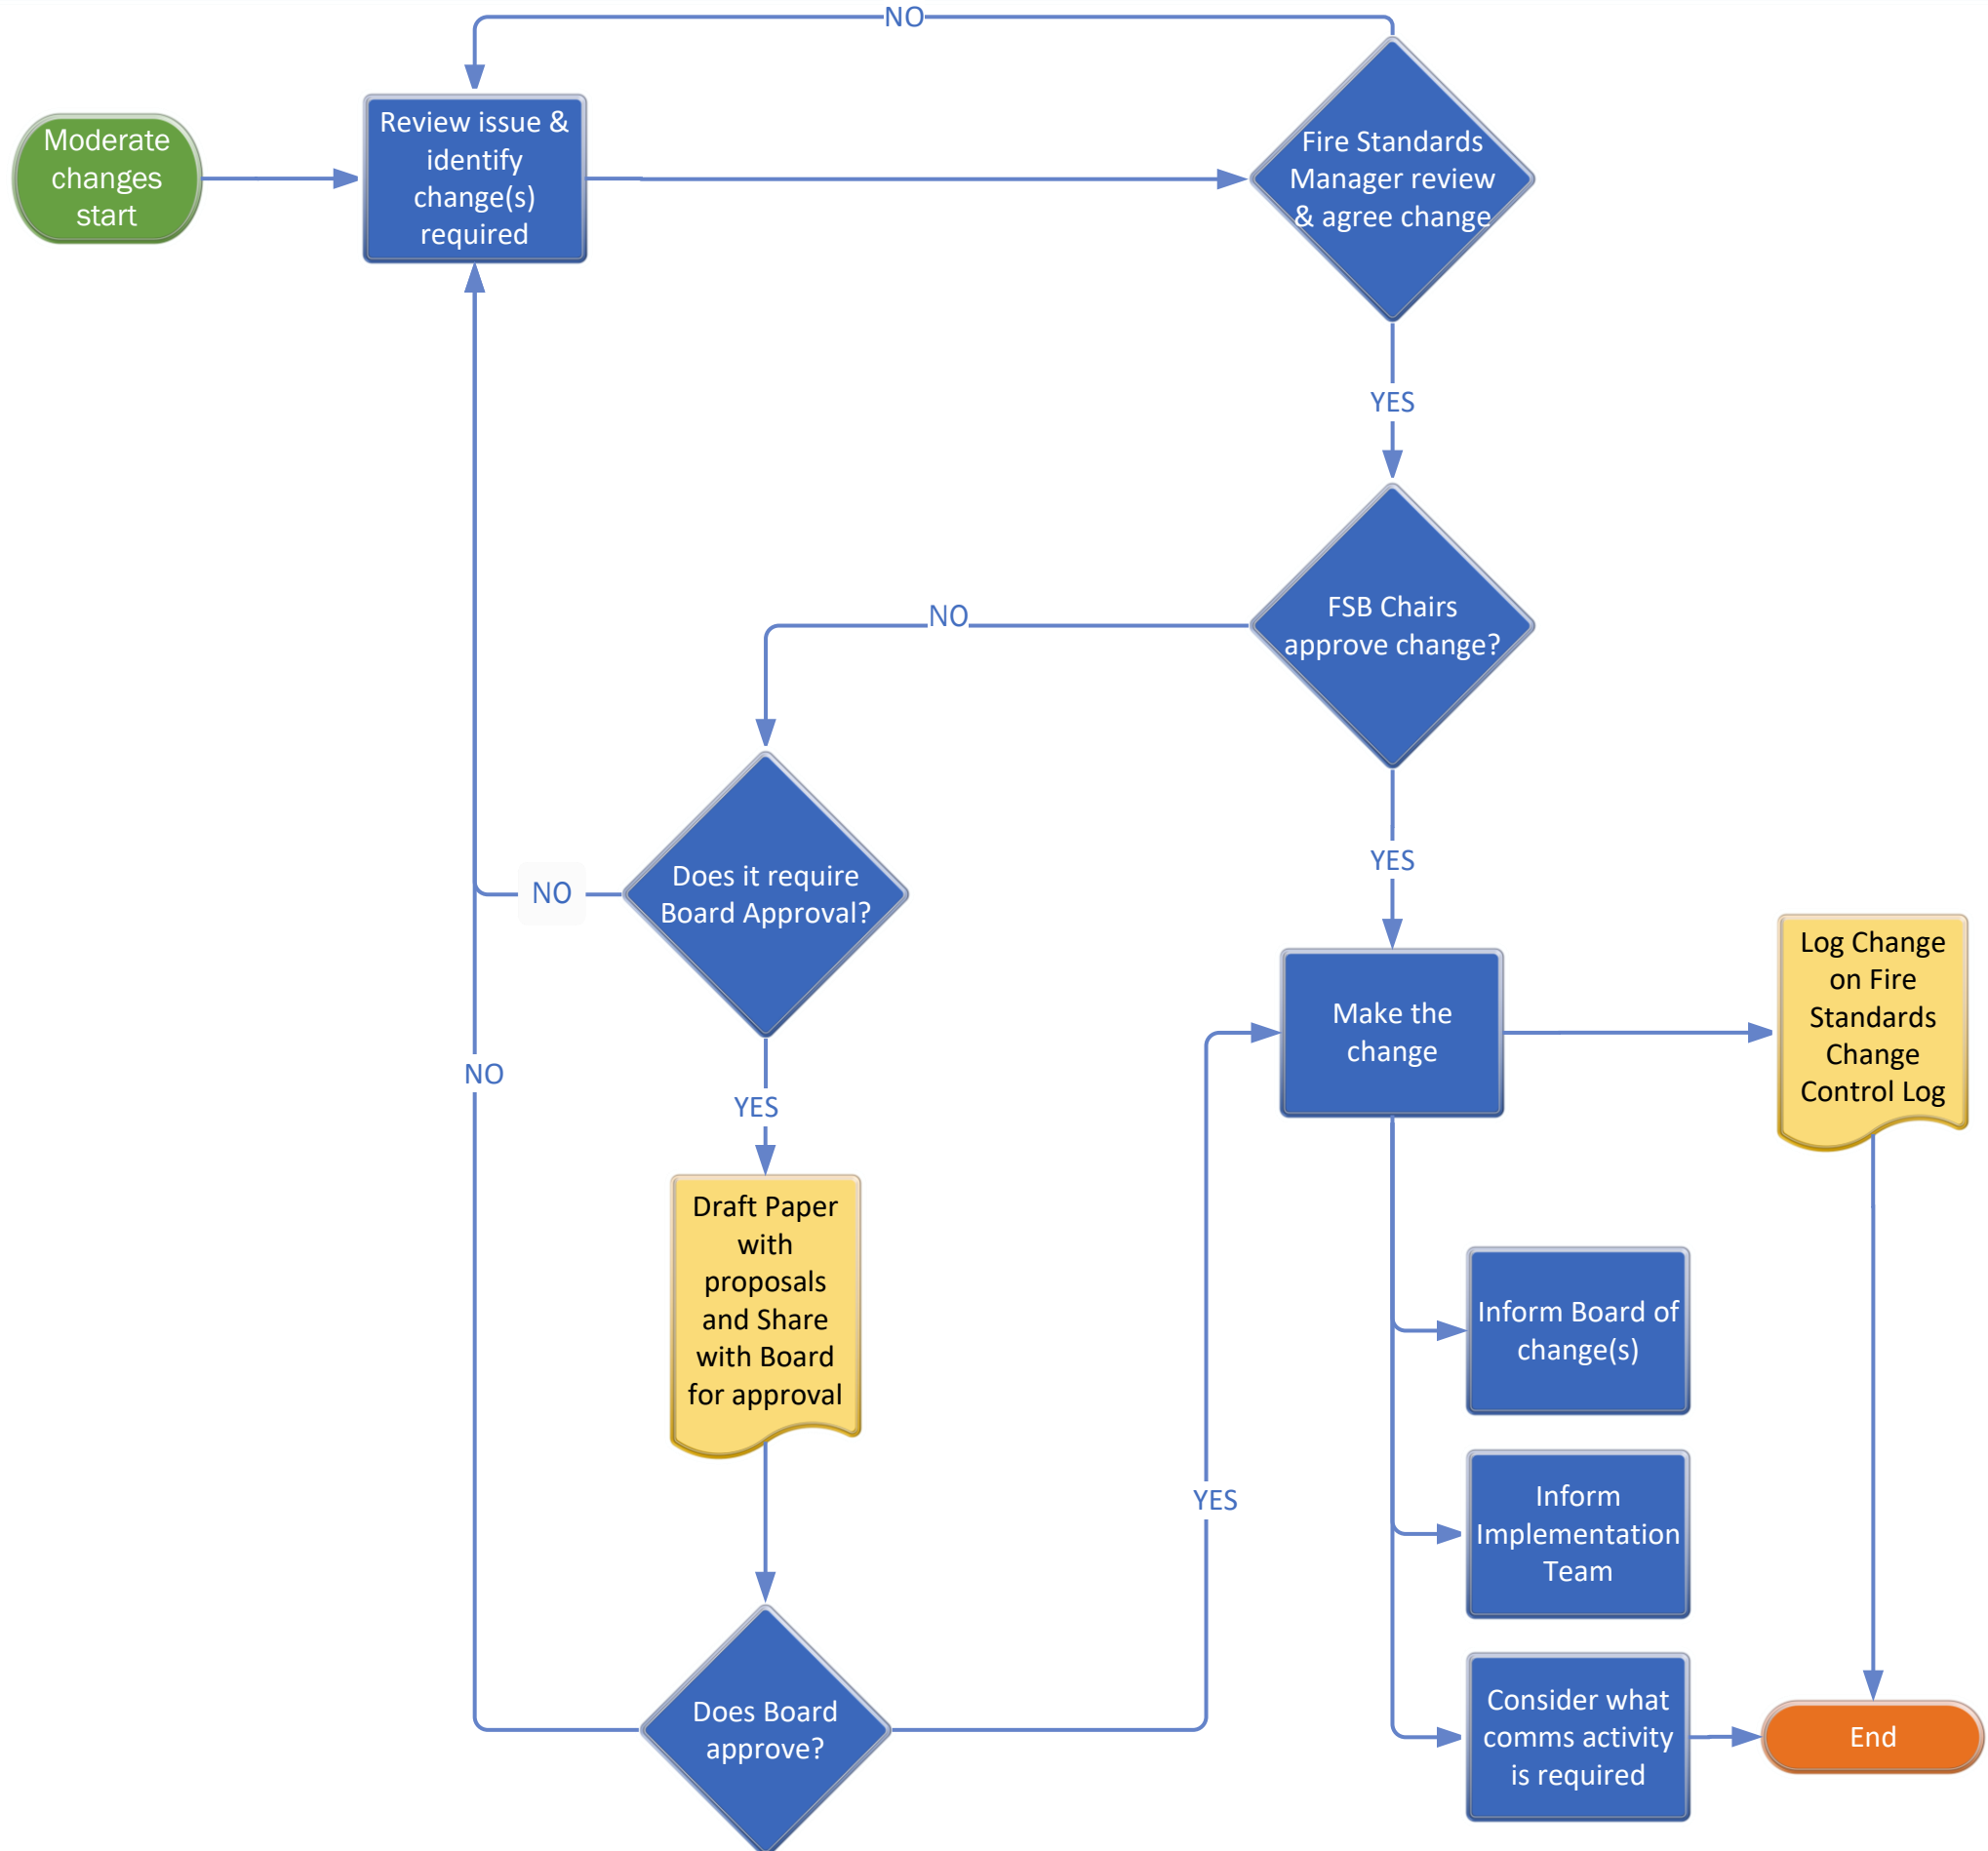 NO
Moderate
changes
start
Review issue &
identify
change(s)
required
Fire Standards
Manager review
& agree change
YES
FSB Chairs
approve change?
NO
YES
Does it require
Board Approval?
NO
YES
NO
Draft Paper
with
proposals
and Share
with Board
for approval
Does Board
approve?
YES
Make the
change
Log Change
on Fire
Standards
Change
Control Log
Inform Board of
change(s)
Inform
Implementation
Team
Consider what
comms activity
is required
End